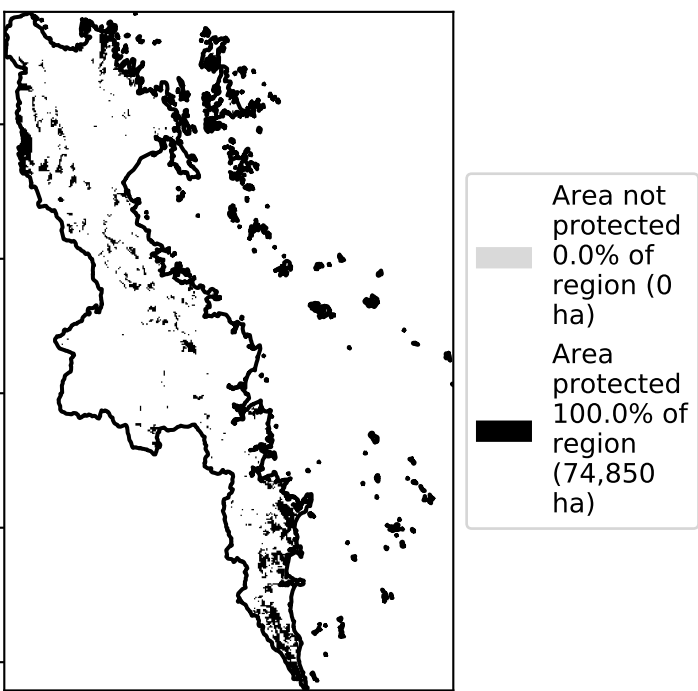 Area not
protected
0.0% of
region (0
ha)
Area
protected
100.0% of
region
(74,850
ha)